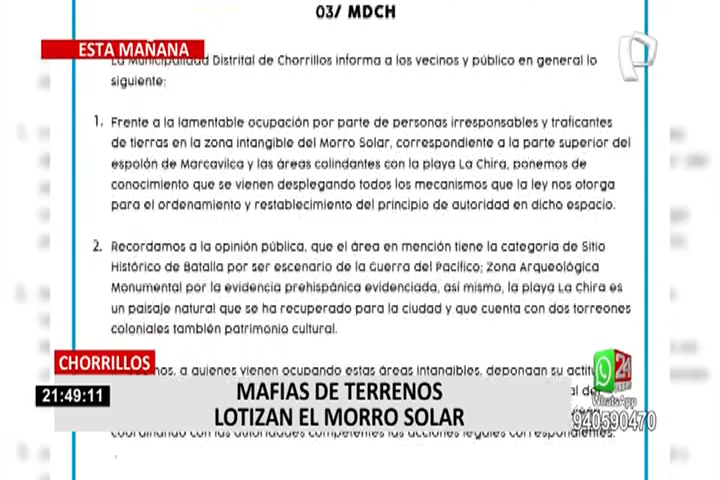 03/ MDCH
ESTA MAÑANA
La Municipalidad Distrital de Chorrillos informa a los vecinos y público en general lo
siguiente:
1. Frente a la lamentable ocupación por parte de personas irresponsables y traficantes
de tierras en la zona intangible del Morro Solar, correspondiente a la parte superior del
espolón de Marcavilca y las áreas colindantes con la playa La Chira, ponemos de
conocimiento que se vienen desplegando todos los mecanismos que la ley nos otorga
para el ordenamiento y restablecimiento del principio de autoridad en dicho espacio.
2. Recordamos a la opinión pública, que el área en mención tiene la categoría de Sitio
Histórico de Batalla por ser escenario de la Guerra del Pacífico; Zona Arqueológica
Monumental por la evidencia prehispánica evidenciada, así mismo, la playa La Chira es
un paisaje natural que se ha recuperado para la ciudad y que cuenta con dos torreones
coloniales también patrimonio cultural.
a quienes vienen ocupando estas áreas intangibles, depongan su
CHORRILLOS
21:49:11
MAFIAS DE TERRENOS
LOTIZAN EL MORRO SOLAR
coordinando con las autoridades competentes las acciones legales correspondientes.
24
WhatsApp
940590470